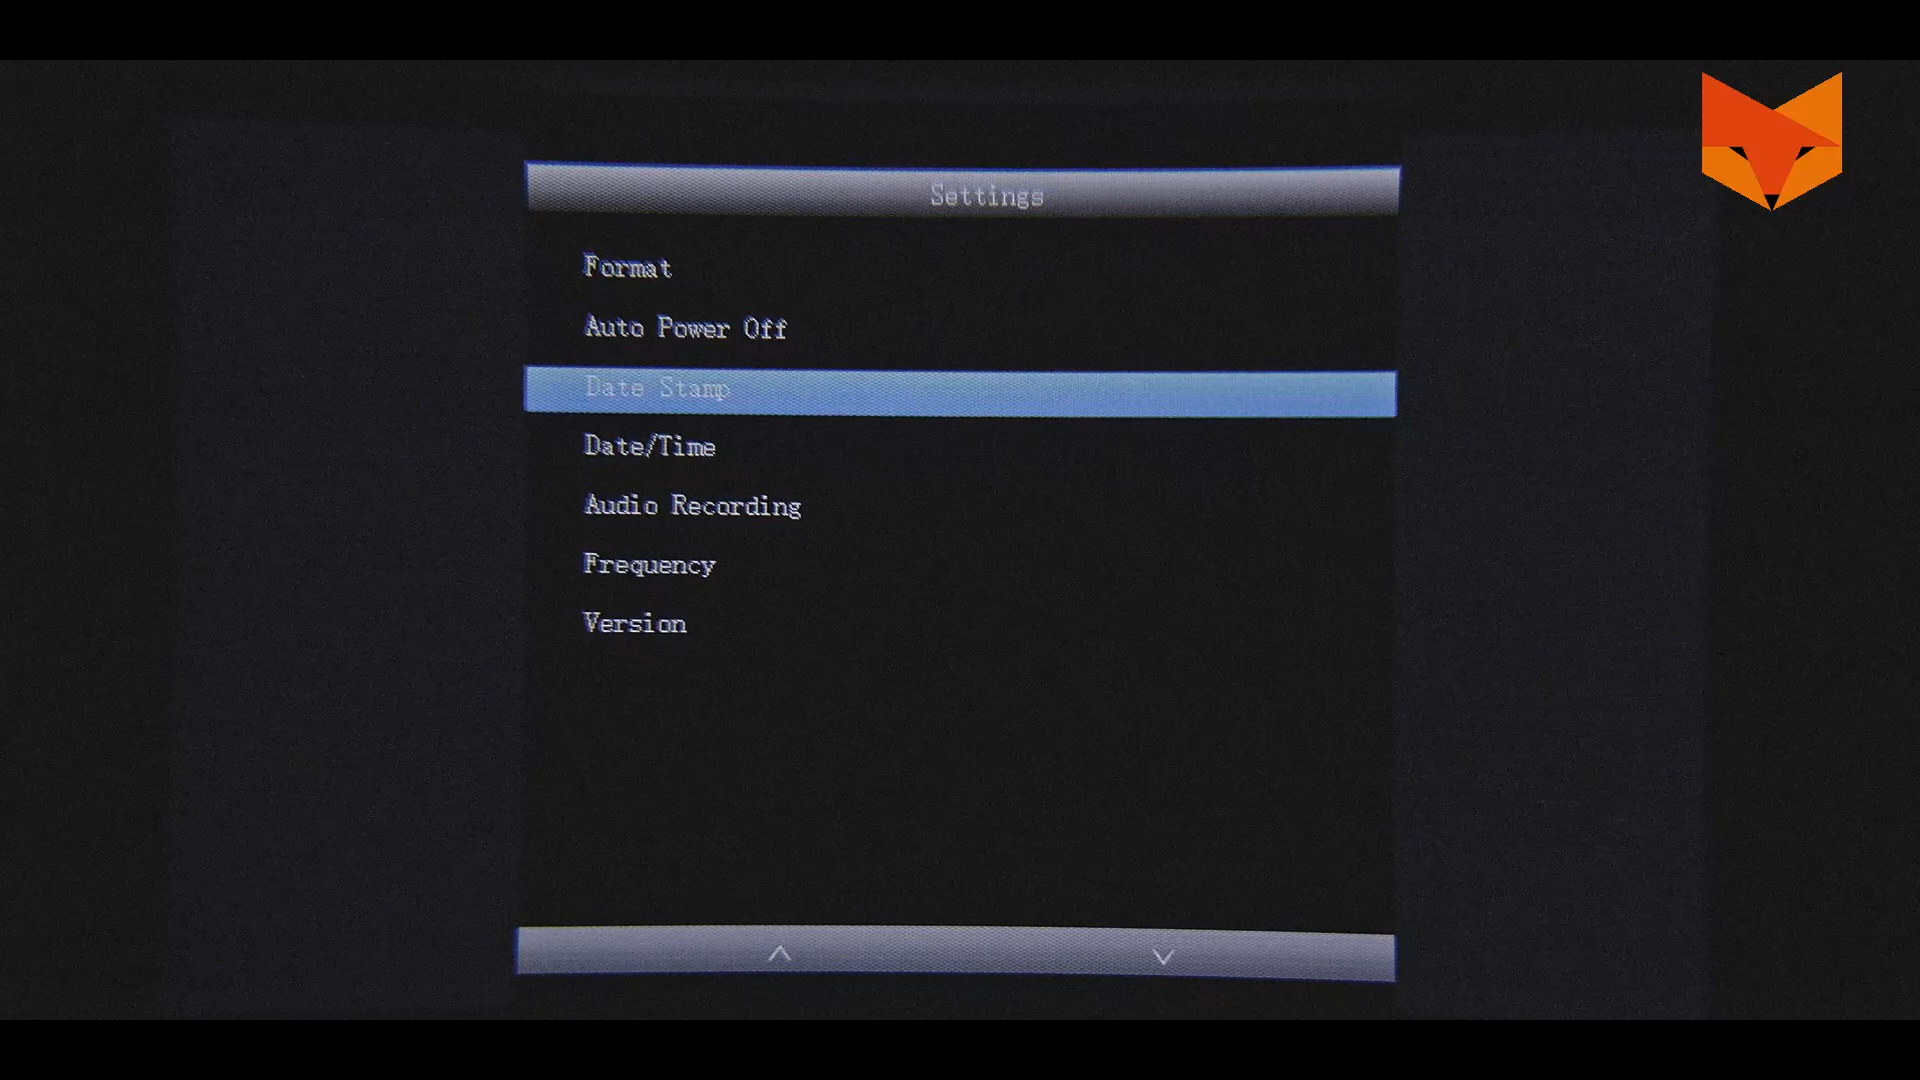 Settings
Format
Auto Power Off
Date Stamp
Date/Time
Audio Recording
Frequency
Version